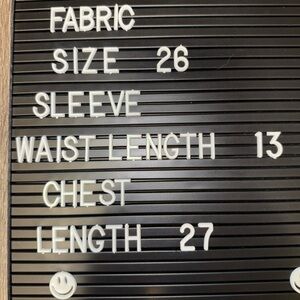 FABRIC
SIZE 26
SLEEVE
WAIST LENGTH 13
CHEST
LENGTH 27